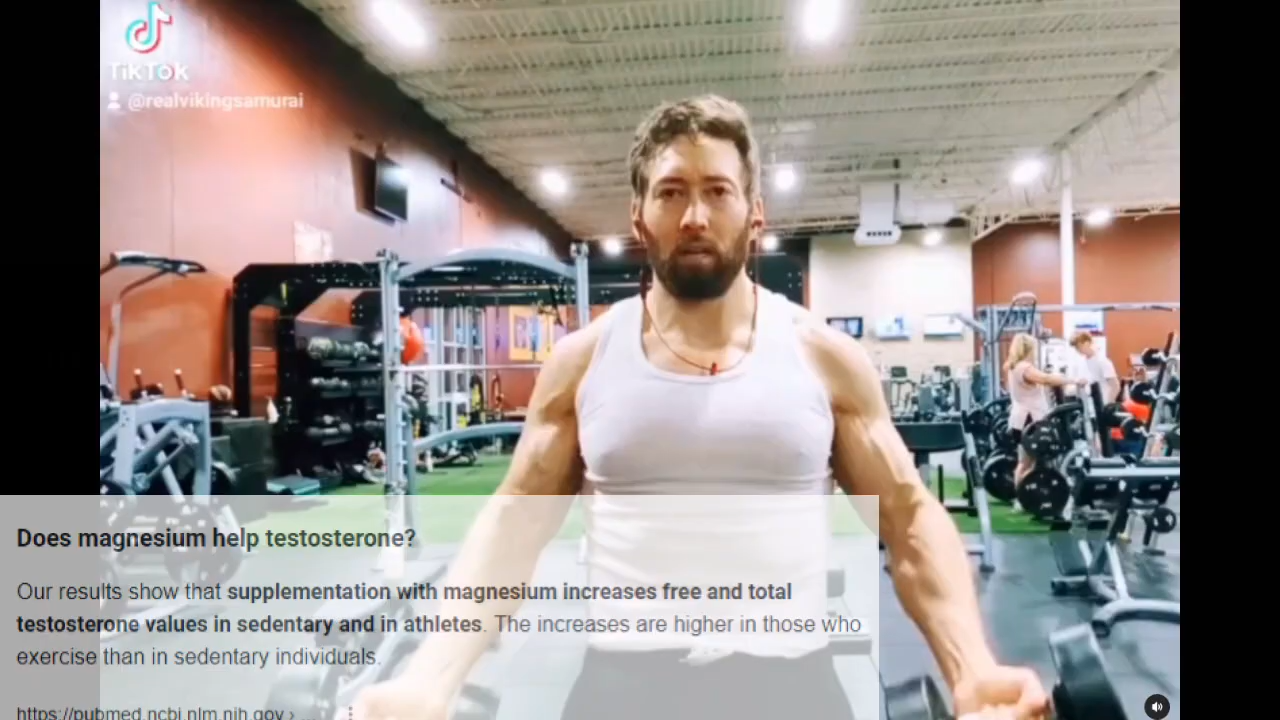 TikTok
@realvikingsamurai
Does magnesium help testosterone?
Our results show that supplementation with magnesium increases free and total
testosterone values in sedentary and in athletes. The increases are higher in those who
exercise than in sedentary individuals.
https://pubmed.ncbi.nlm.nih.gov › ...